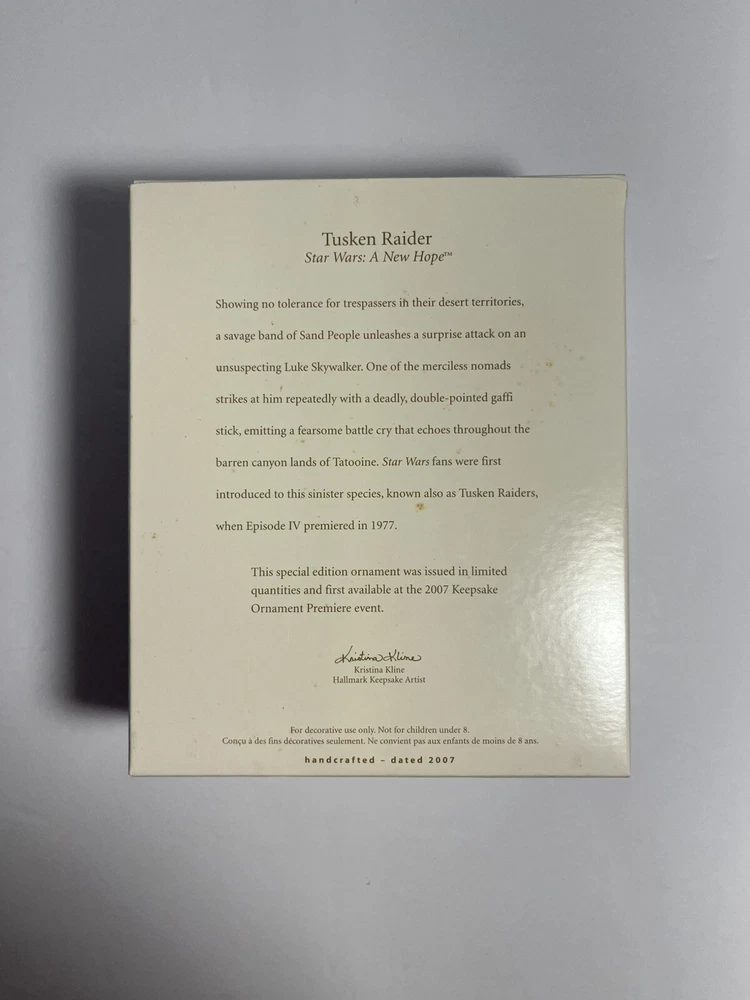 Tusken Raider
Star Wars: A New Hope™
Showing no tolerance for trespassers in their desert territories,
a savage band of Sand People unleashes a surprise attack on an
unsuspecting Luke Skywalker. One of the merciless nomads
strikes at him repeatedly with a deadly, double-pointed gaffi
stick, emitting a fearsome battle cry that echoes throughout the
barren canyon lands of Tatooine. Star Wars fans were first
introduced to this sinister species, known also as Tusken Raiders,
when Episode IV premiered in 1977.
This special edition ornament was issued in limited
quantities and first available at the 2007 Keepsake
Ornament Premiere event.
Kristina Kline
Kristina Kline
Hallmark Keepsake Artist
For decorative use only. Not for children under 8.
Conçu à des fins décoratives seulement. Ne convient pas aux enfants de moins de 8 ans.
handcrafted – dated 2007